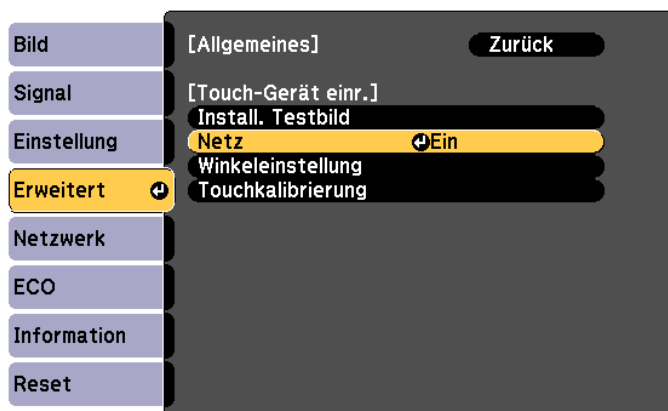 Bild
Signal
Einstellung
Erweitert
Netzwerk
ECO
Information
Reset
[Allgemeines] Zurück
[Touch-Gerät einr.]
Install. Testbild
Netz Ein
Winkeleinstellung
Touchkalibrierung